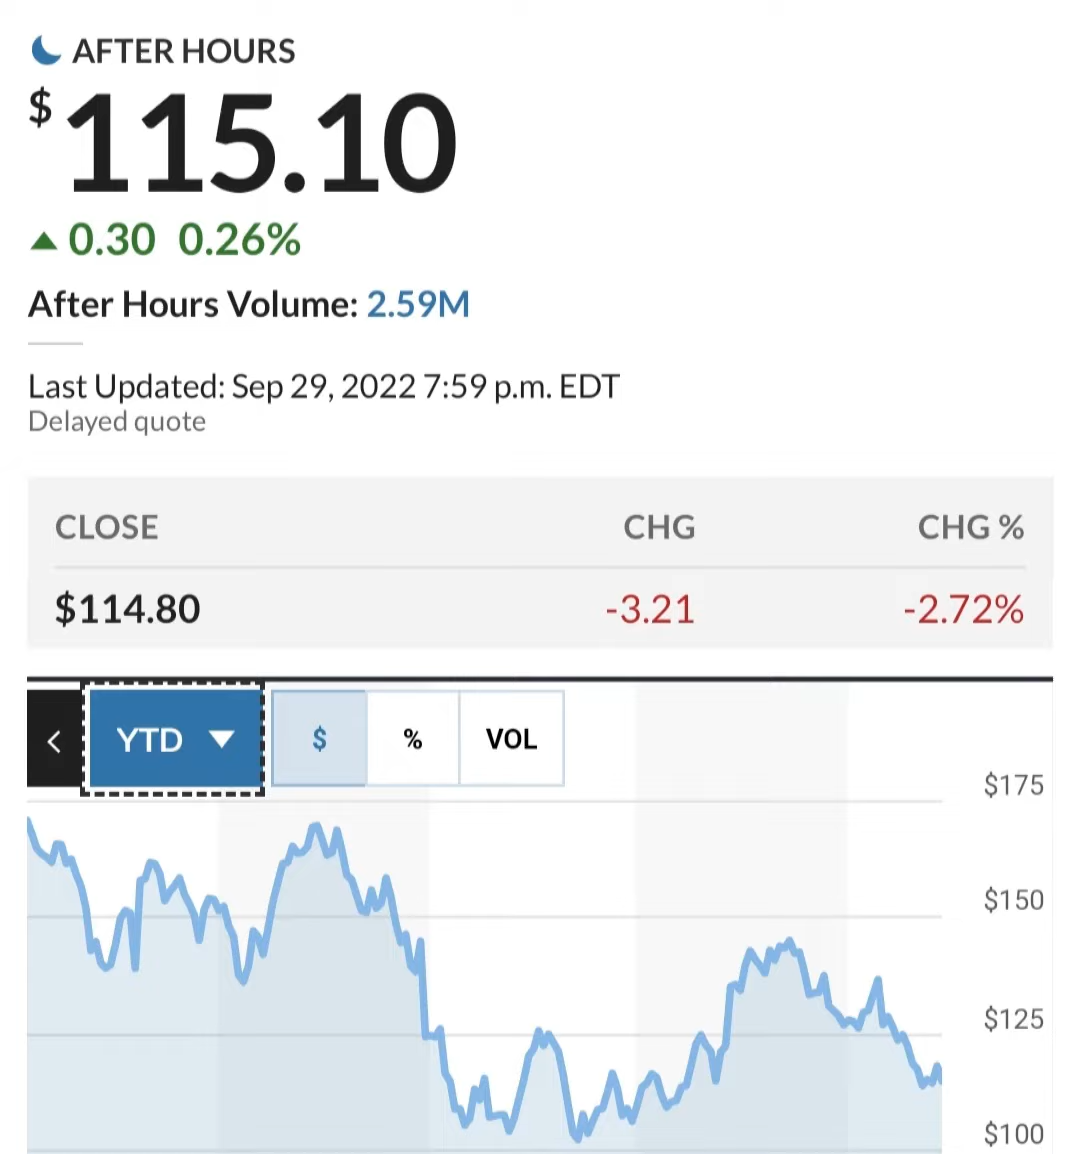 AFTER HOURS
$115.10
▲ 0.30 0.26%
After Hours Volume: 2.59M
Last Updated: Sep 29, 2022 7:59 p.m. EDT
Delayed quote
CLOSE CHG CHG %
$114.80 -3.21 -2.72%
< YTD ▼ $ % VOL
$175
$150
$125
$100